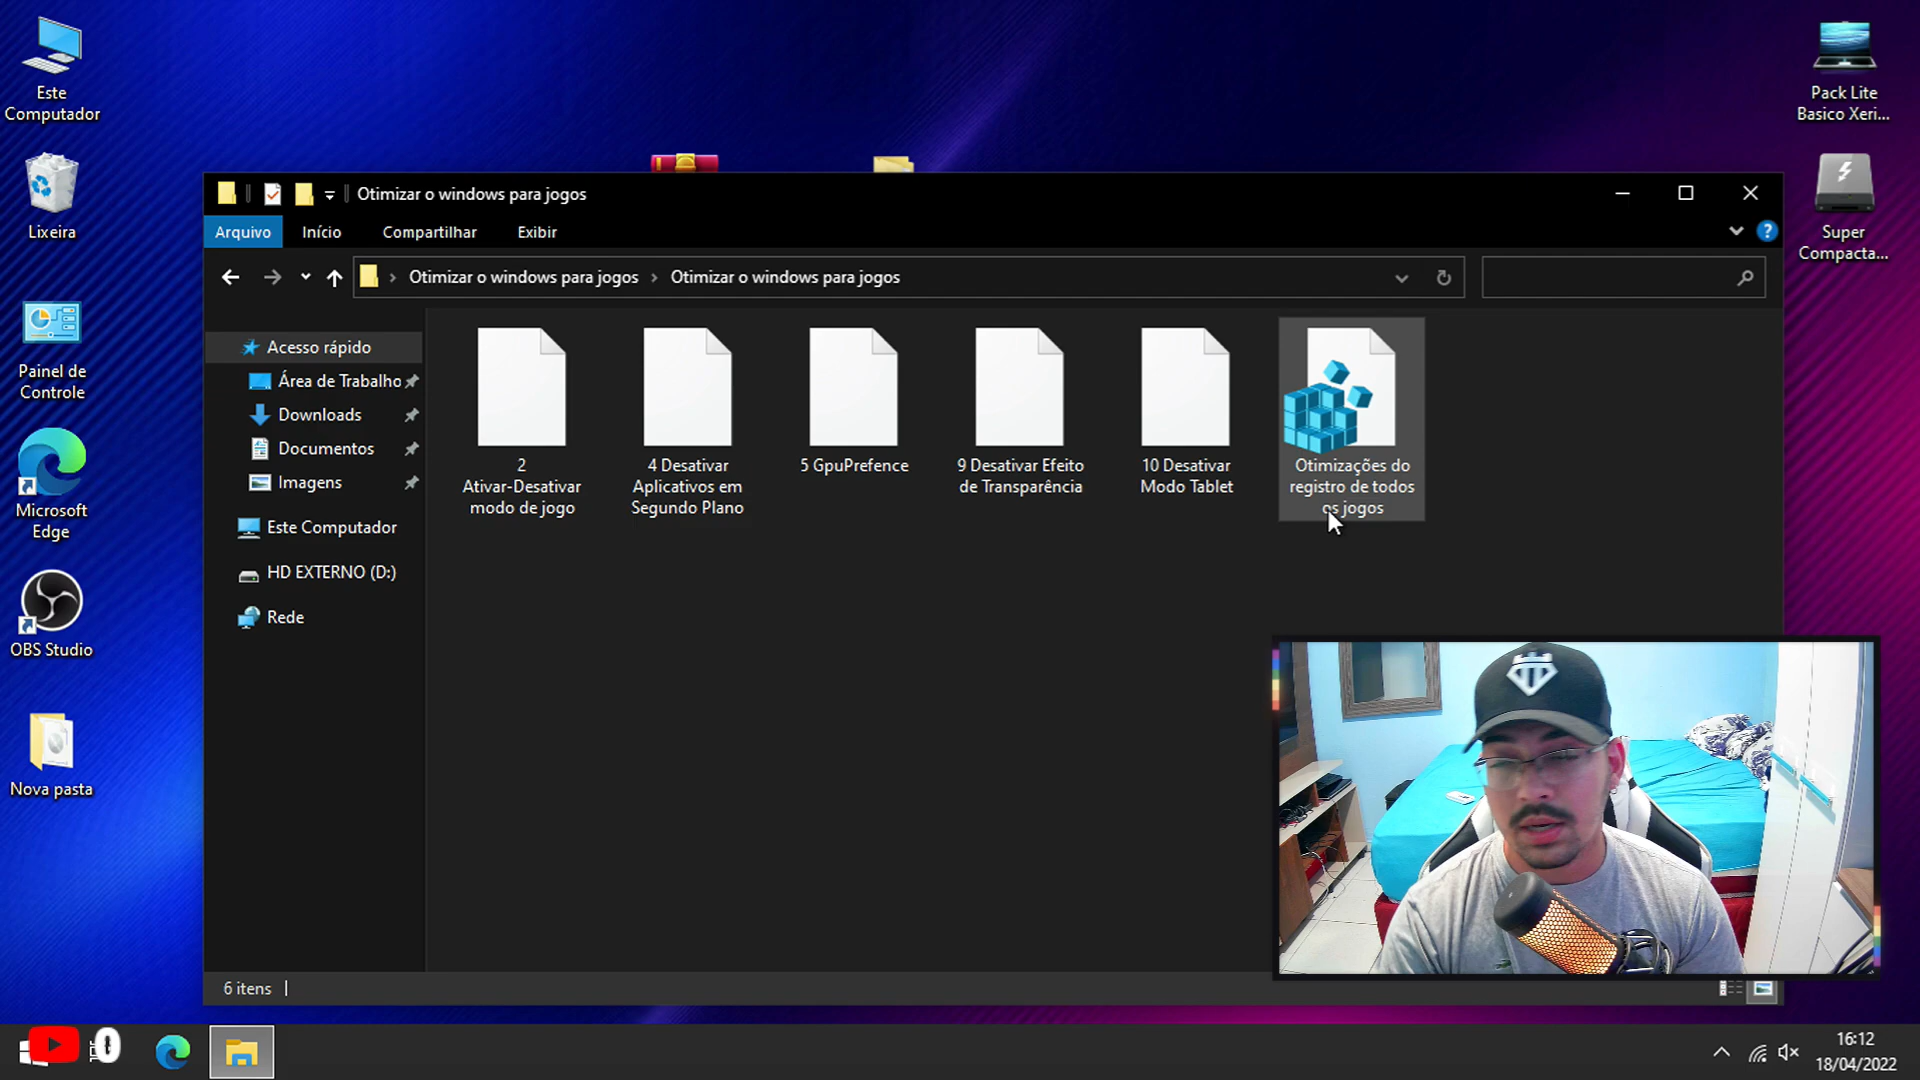 Este
Computador
Lixeira
Painel de
Controle
Microsoft
Edge
OBS Studio
Nova pasta
Pack Lite
Basico Xeri...
Super
Compacta...
Otimizar o windows para jogos
Arquivo
Início
Compartilhar
Exibir
?
Otimizar o windows para jogos
Otimizar o windows para jogos
Acesso rápido
Área de Trabalho
Downloads
Documentos
Imagens
Este Computador
HD EXTERNO (D:)
Rede
2
Ativar-Desativar
modo de jogo
4 Desativar
Aplicativos em
Segundo Plano
5 GpuPrefence
9 Desativar Efeito
de Transparência
10 Desativar
Modo Tablet
Otimizações do
registro de todos
os jogos
6 itens
16:12
18/04/2022